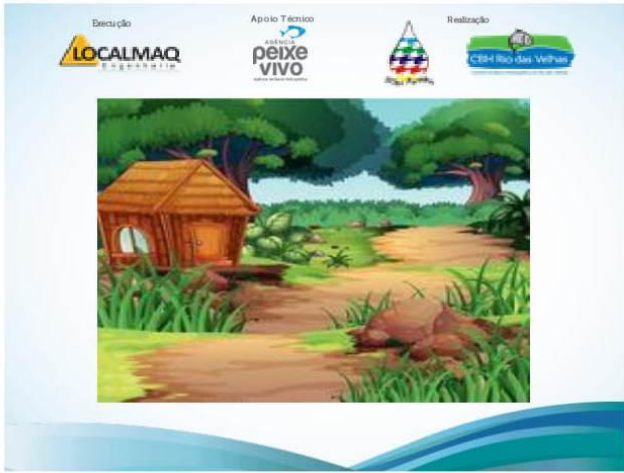 Execução
Apoio Técnico
Realização
LOCALMAQ
Engenharia
AGÊNCIA
peixe
vivo
CBH Rio das Velhas